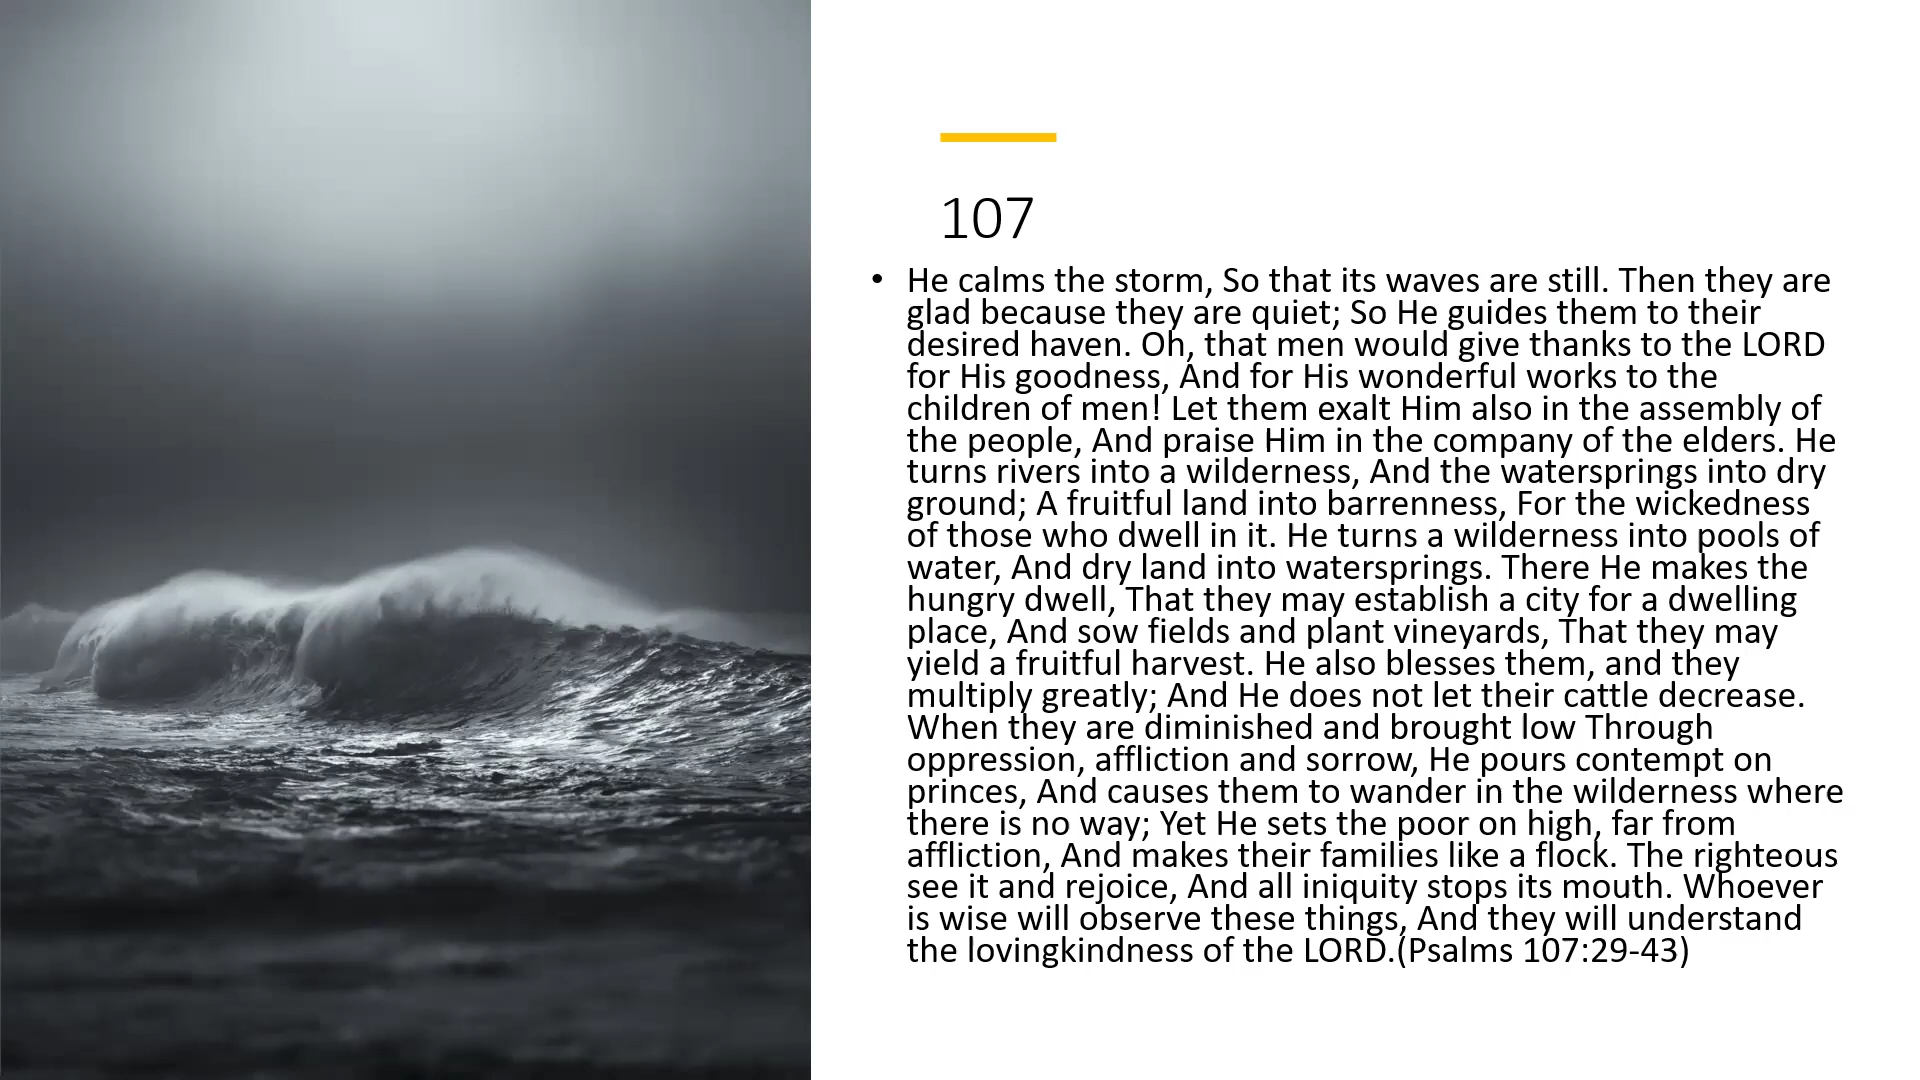 107
• He calms the storm, So that its waves are still. Then they are
glad because they are quiet; So He guides them to their
desired haven. Oh, that men would give thanks to the LORD
for His goodness, And for His wonderful works to the
children of men! Let them exalt Him also in the assembly of
the people, And praise Him in the company of the elders. He
turns rivers into a wilderness, And the watersprings into dry
ground; A fruitful land into barrenness, For the wickedness
of those who dwell in it. He turns a wilderness into pools of
water, And dry land into watersprings. There He makes the
hungry dwell, That they may establish a city for a dwelling
place, And sow fields and plant vineyards, That they may
yield a fruitful harvest. He also blesses them, and they
multiply greatly; And He does not let their cattle decrease.
When they are diminished and brought low Through
oppression, affliction and sorrow, He pours contempt on
princes, And causes them to wander in the wilderness where
there is no way; Yet He sets the poor on high, far from
affliction, And makes their families like a flock. The righteous
see it and rejoice, And all iniquity stops its mouth. Whoever
is wise will observe these things, And they will understand
the lovingkindness of the LORD.(Psalms 107:29-43)